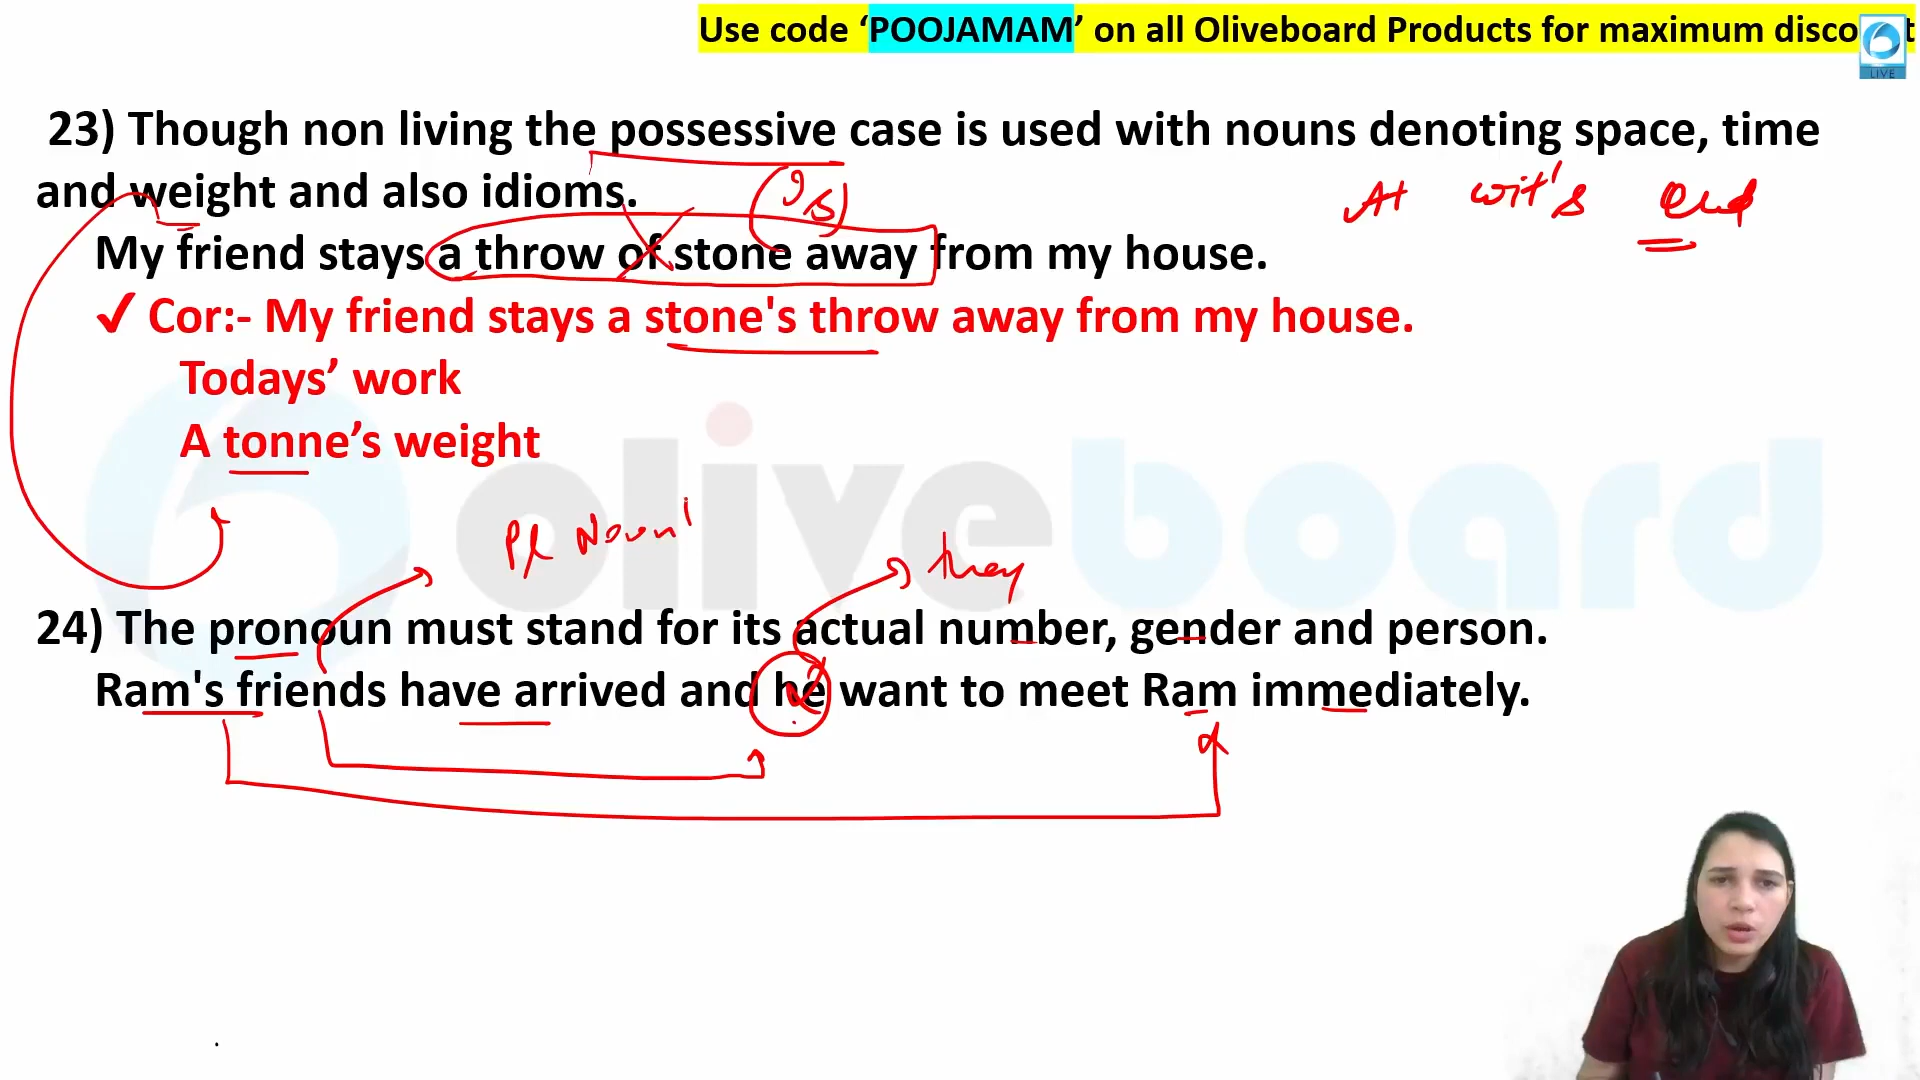 Use code ‘POOJAMAM’ on all Oliveboard Products for maximum disco t
LIVE
23) Though non living the possessive case is used with nouns denoting space, time
and weight and also idioms.
's
At wit's end
My friend stays a throw of stone away from my house.
✓ Cor:- My friend stays a stone's throw away from my house.
Todays’ work
A tonne’s weight
oliveboard
Pl Noun
they
24) The pronoun must stand for its actual number, gender and person.
Ram's friends have arrived and he want to meet Ram immediately.